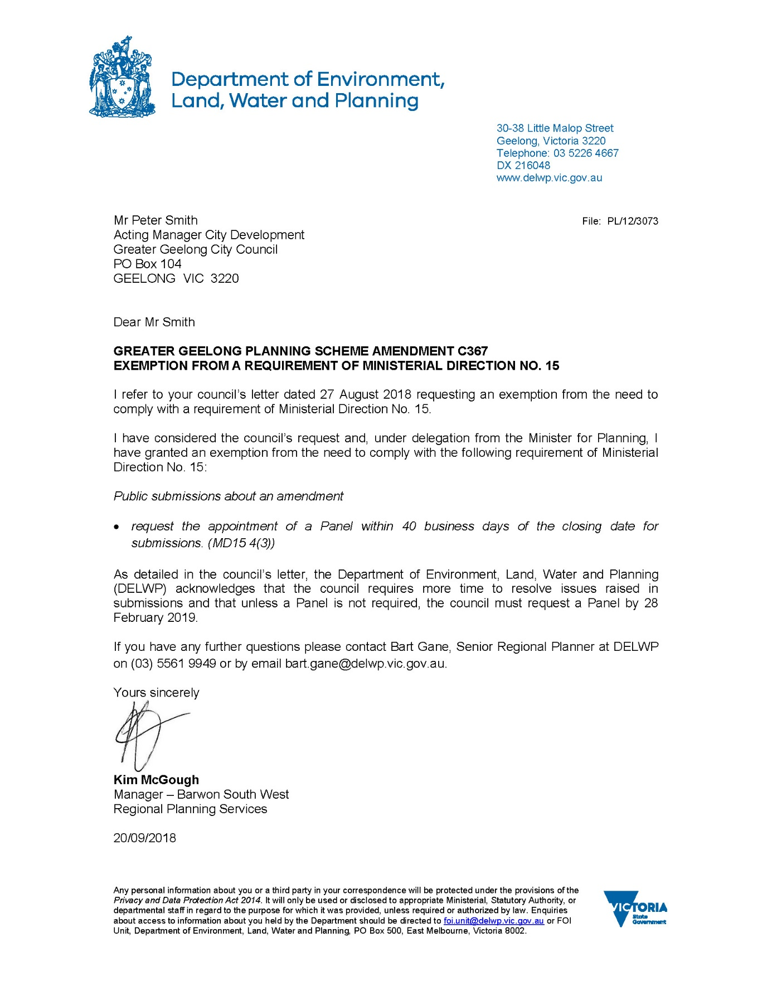 Department of Environment,
Land, Water and Planning
30-38 Little Malop Street
Geelong, Victoria 3220
Telephone: 03 5226 4667
DX 216048
www.delwp.vic.gov.au
Mr Peter Smith
File: PL/12/3073
Acting Manager City Development
Greater Geelong City Council
PO Box 104
GEELONG VIC 3220
Dear Mr Smith
GREATER GEELONG PLANNING SCHEME AMENDMENT C367
EXEMPTION FROM A REQUIREMENT OF MINISTERIAL DIRECTION NO. 15
I refer to your council's letter dated 27 August 2018 requesting an exemption from the need to
comply with a requirement of Ministerial Direction No. 15.
I have considered the council's request and, under delegation from the Minister for Planning, I
have granted an exemption from the need to comply with the following requirement of Ministerial
Direction No. 15:
Public submissions about an amendment
• request the appointment of a Panel within 40 business days of the closing date for
submissions. (MD15 4(3))
As detailed in the council's letter, the Department of Environment, Land, Water and Planning
(DELWP) acknowledges that the council requires more time to resolve issues raised in
submissions and that unless a Panel is not required, the council must request a Panel by 28
February 2019.
If you have any further questions please contact Bart Gane, Senior Regional Planner at DELWP
on (03) 5561 9949 or by email bart.gane@delwp.vic.gov.au.
Yours sincerely
Kim McGough
Manager – Barwon South West
Regional Planning Services
20/09/2018
Any personal information about you or a third party in your correspondence will be protected under the provisions of the
Privacy and Data Protection Act 2014. It will only be used or disclosed to appropriate Ministerial, Statutory Authority, or
departmental staff in regard to the purpose for which it was provided, unless required or authorized by law. Enquiries
about access to information about you held by the Department should be directed to foi.unit@delwp.vic.gov.au or FOI
Unit, Department of Environment, Land, Water and Planning, PO Box 500, East Melbourne, Victoria 8002.
VICTORIA
State
Government